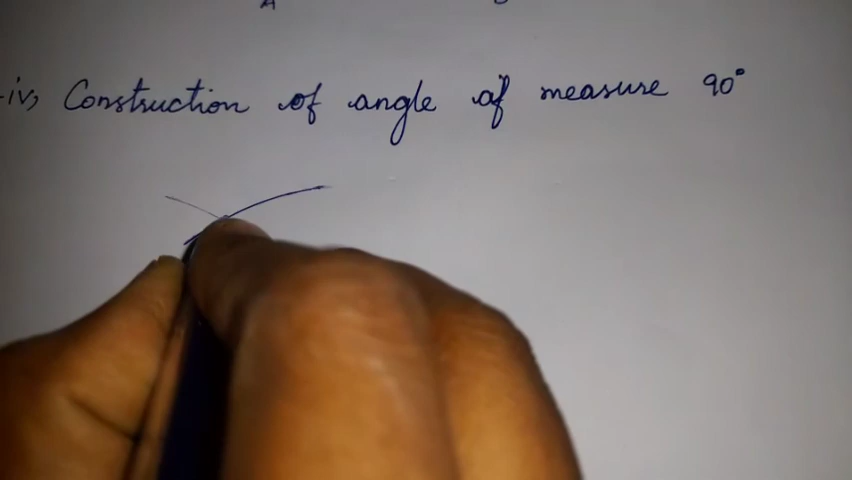 iv, Construction of angle of measure 90°